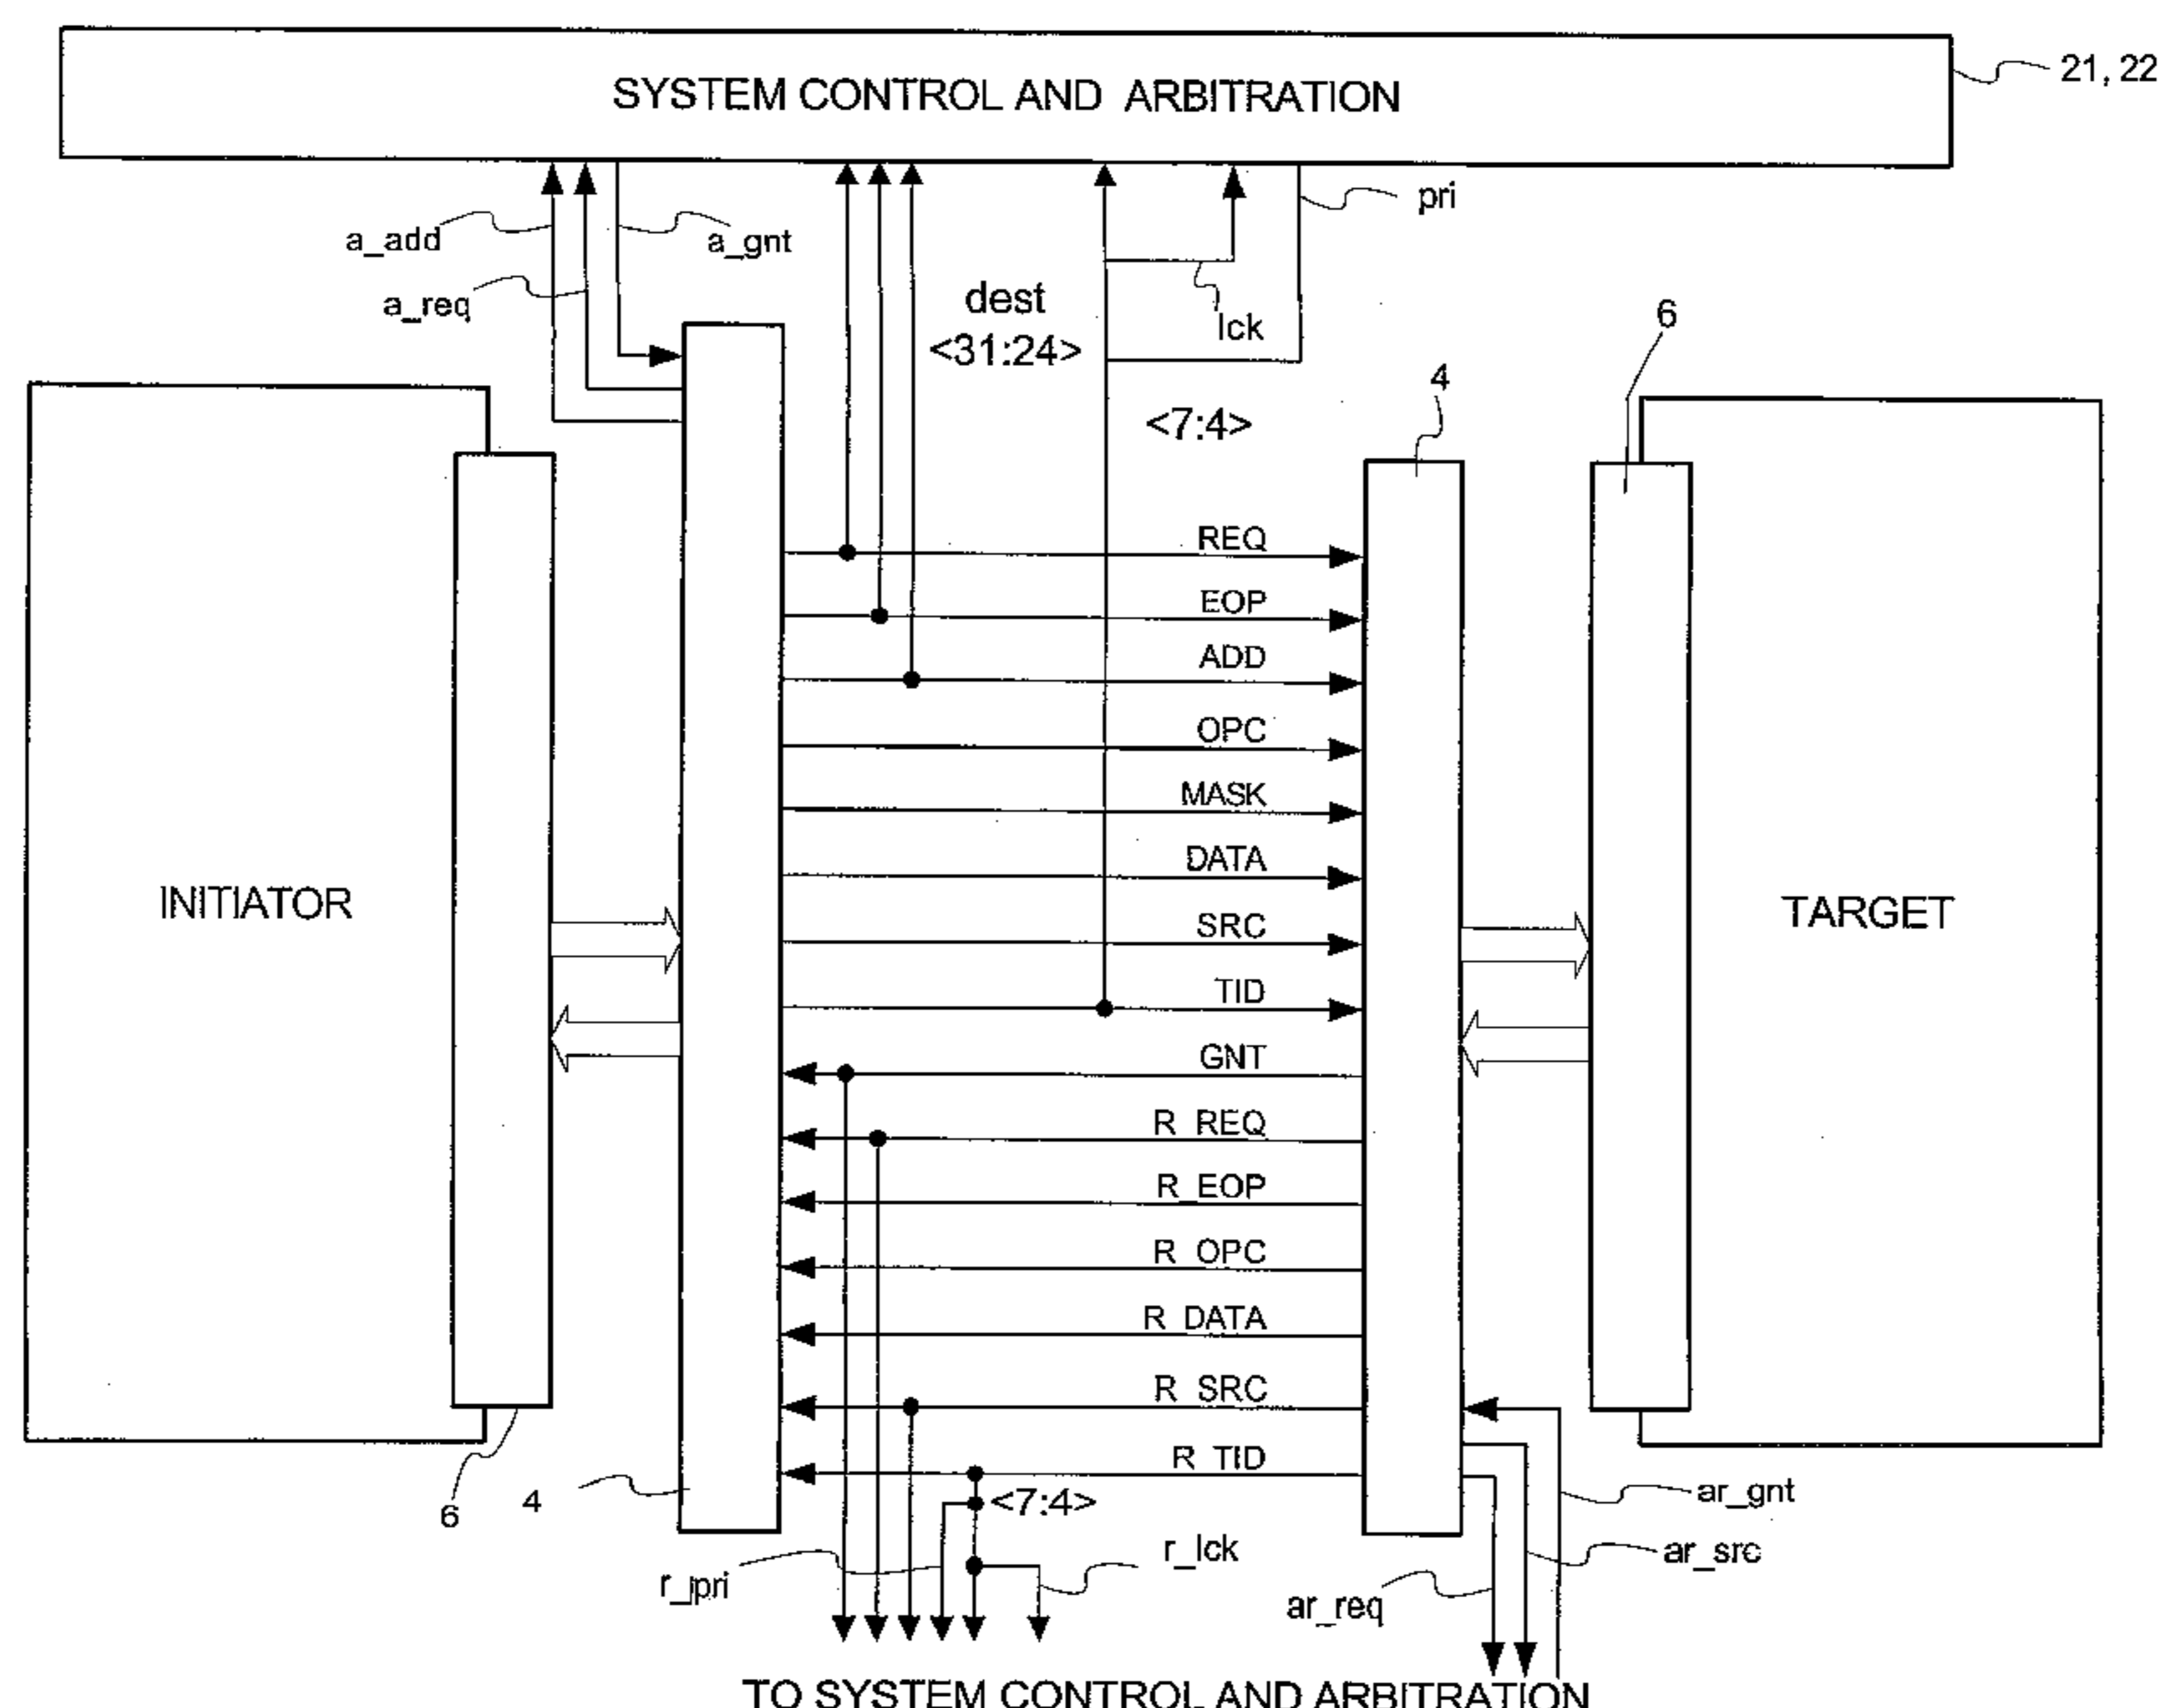 SYSTEM CONTROL AND ARBITRATION
21, 22
pri
a_add
a_gnt
a_req
dest
<31:24>
lck
6
4
<7:4>
REQ
EOP
ADD
OPC
MASK
DATA
INITIATOR
TARGET
SRC
TID
GNT
R_REQ
R_EOP
R_OPC
R_DATA
R_SRC
R_TID
6
4
<7:4>
ar_gnt
r_pri
r_lck
ar_src
ar_req
TO SYSTEM CONTROL AND ARBITRATION